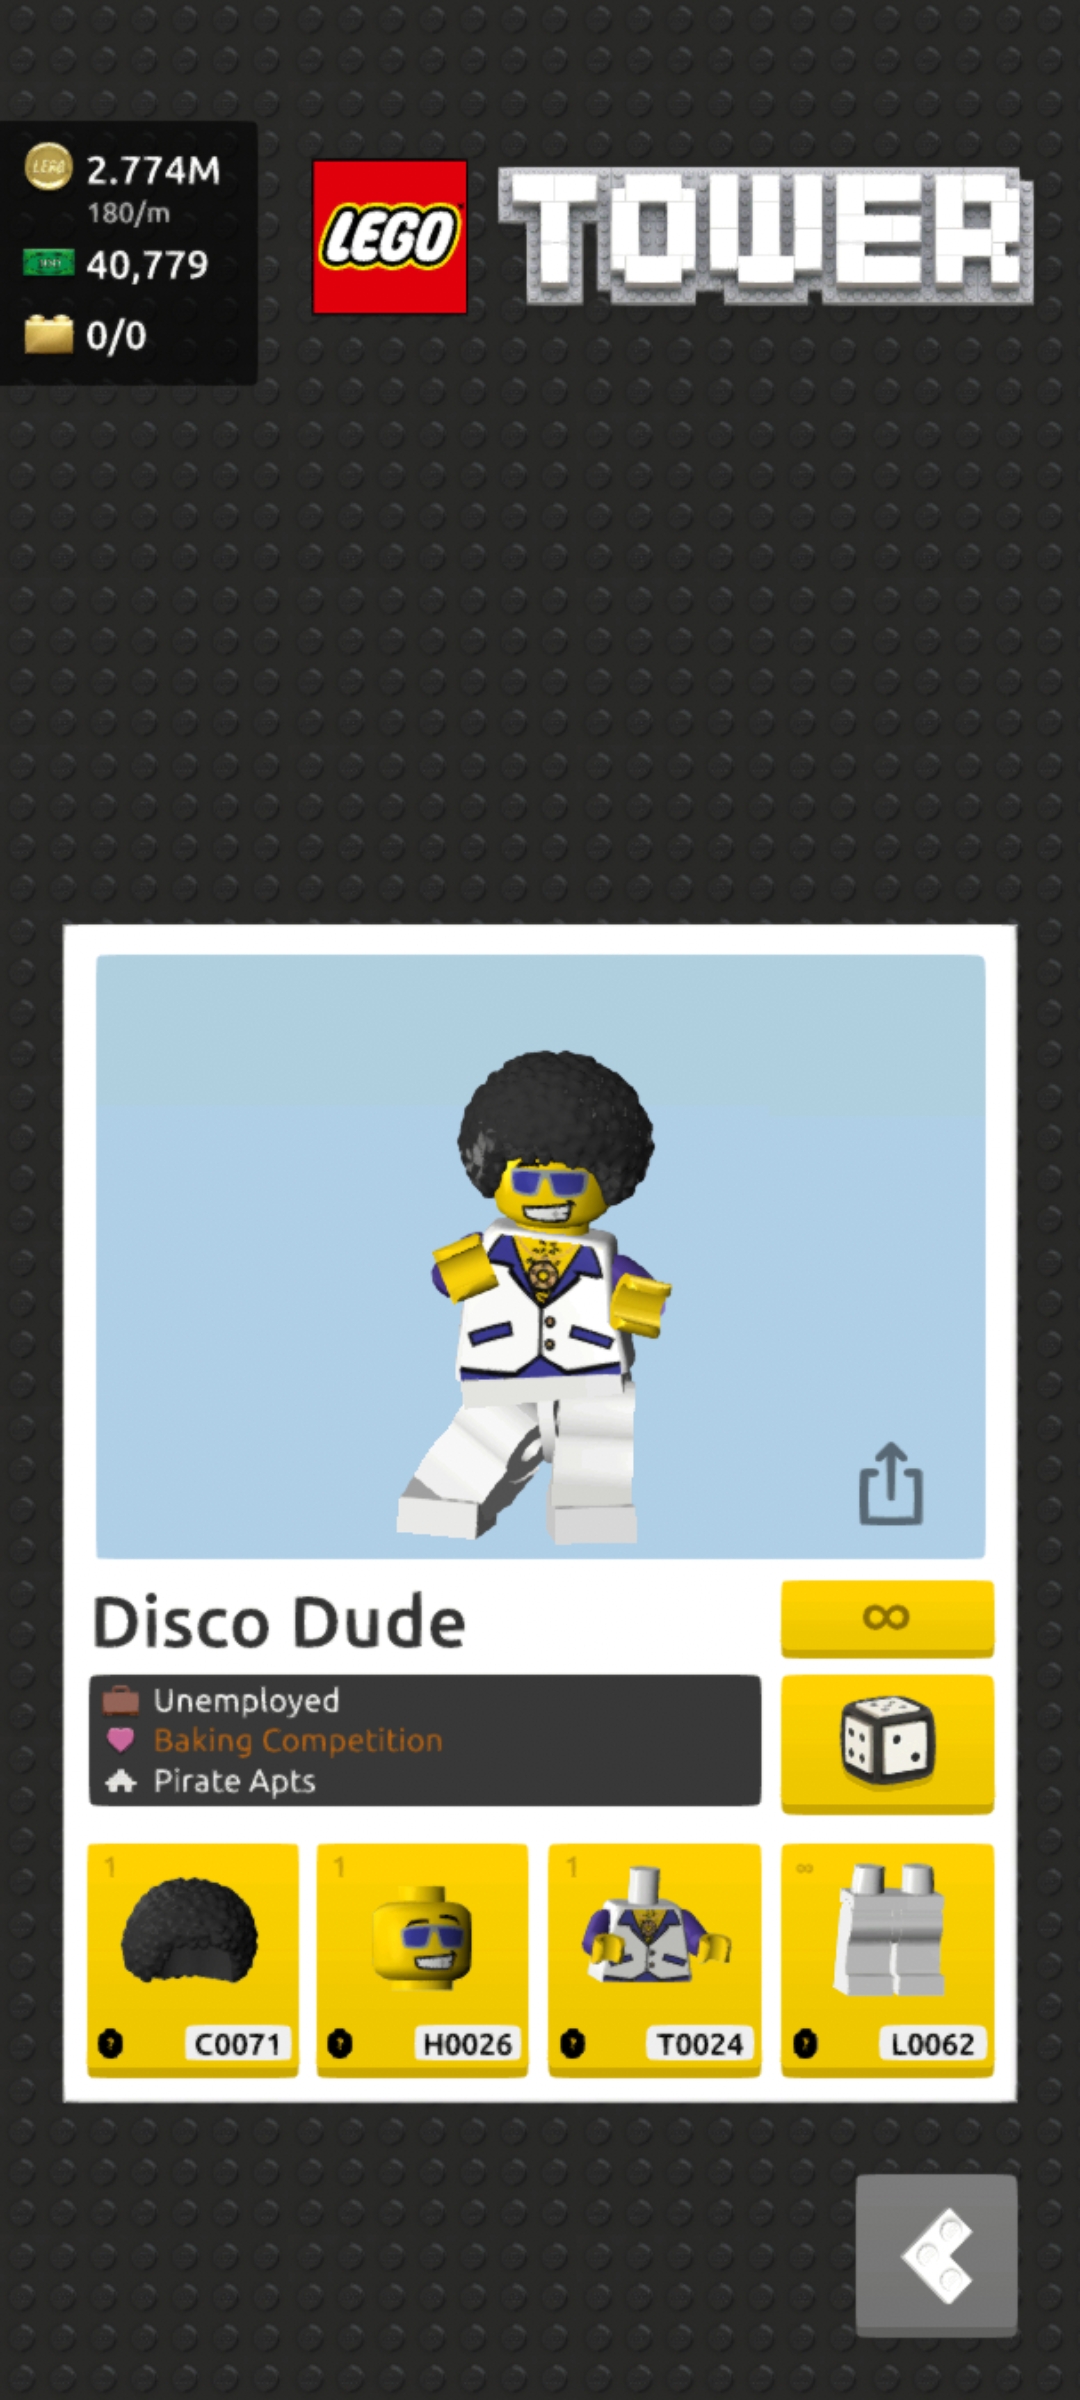 2.774M
180/m
40,779
0/0
LEGO TOWER
Disco Dude
∞
Unemployed
Baking Competition
Pirate Apts
1
1
1
∞
C0071
H0026
T0024
L0062